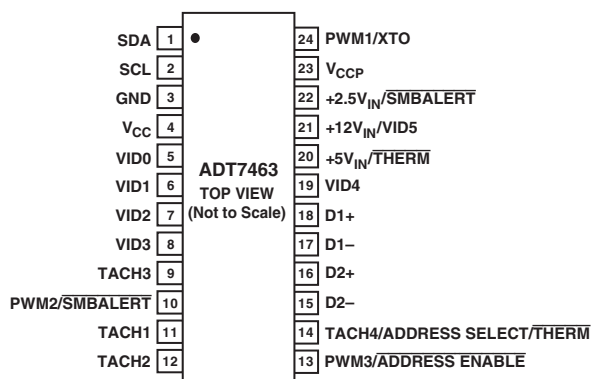 SDA 1
SCL 2
GND 3
VCC 4
VID0 5
VID1 6
VID2 7
VID3 8
TACH3 9
PWM2/SMBALERT 10
TACH1 11
TACH2 12
ADT7463
TOP VIEW
(Not to Scale)
24 PWM1/XTO
23 VCCP
22 +2.5VIN/SMBALERT
21 +12VIN/VID5
20 +5VIN/THERM
19 VID4
18 D1+
17 D1–
16 D2+
15 D2–
14 TACH4/ADDRESS SELECT/THERM
13 PWM3/ADDRESS ENABLE